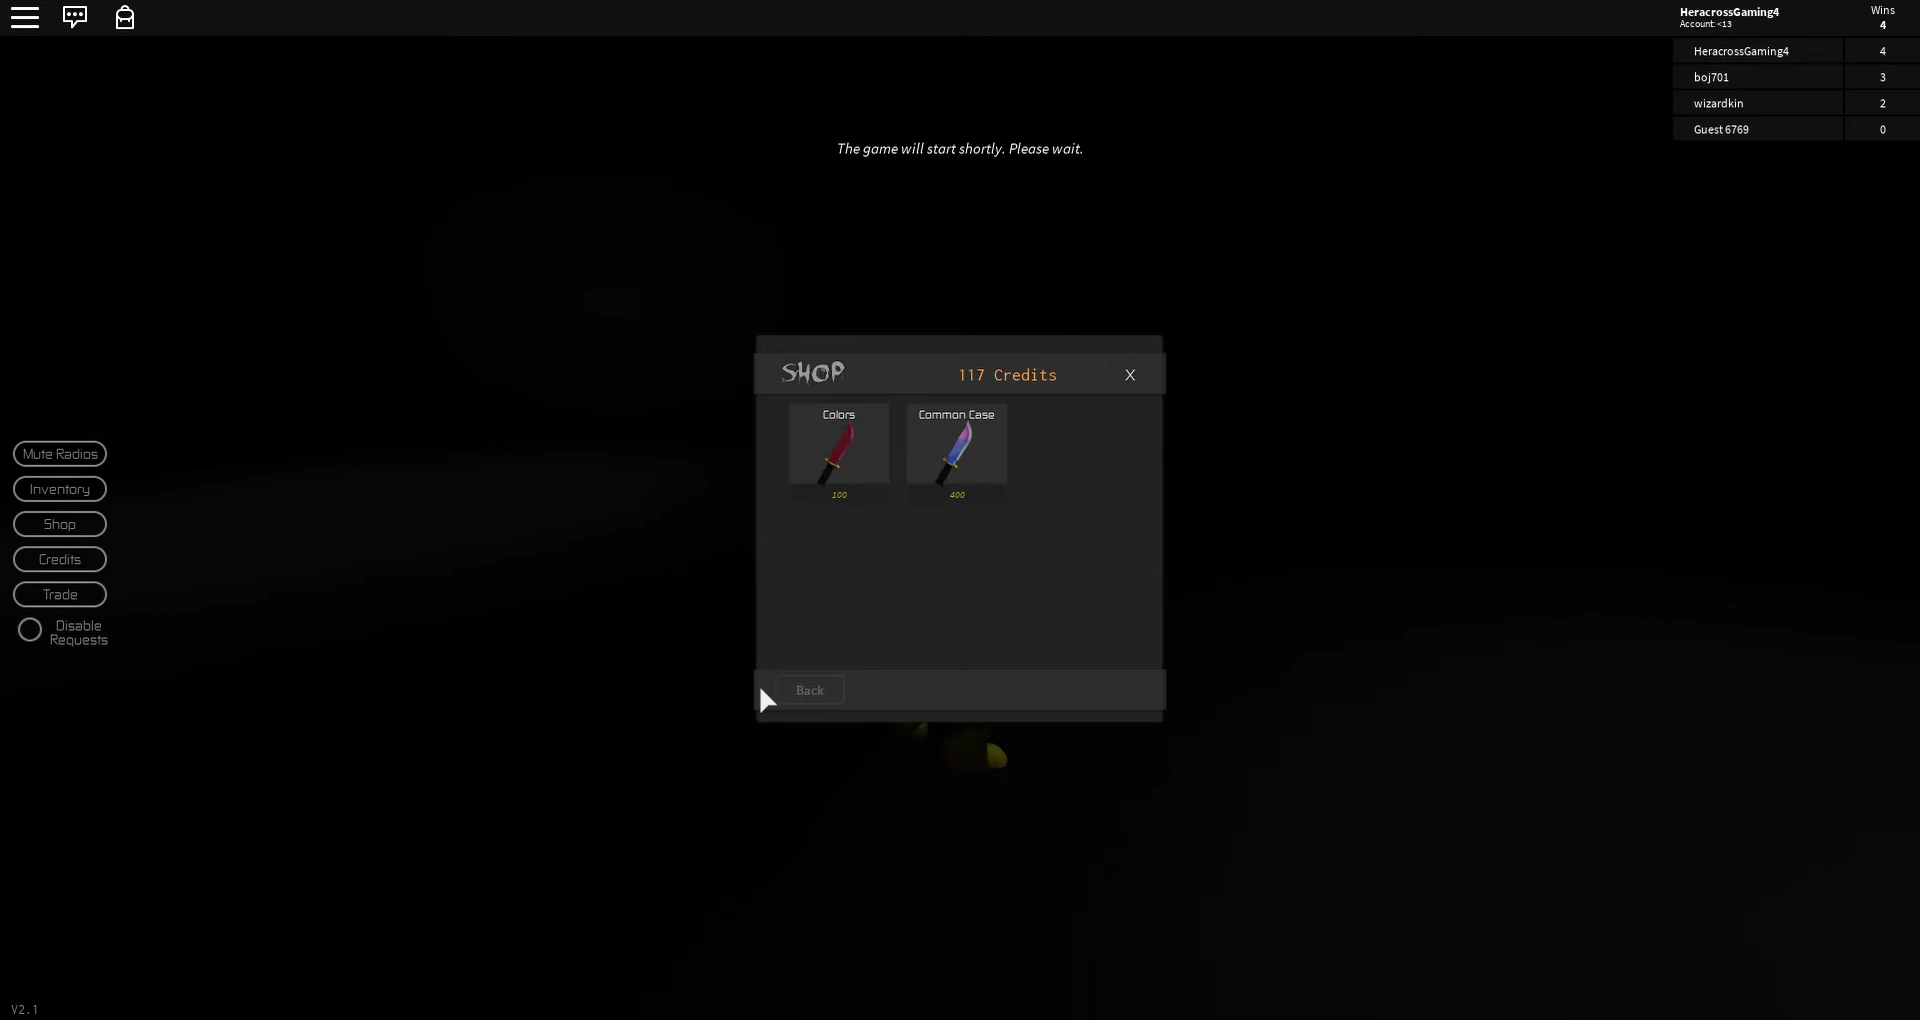 HeracrossGaming4
Account: <13
Wins
4
HeracrossGaming4 4
boj701 3
wizardkin 2
Guest 6769 0
The game will start shortly. Please wait.
SHOP 117 Credits X
Colors Common Case
100 400
Mute Radios
Inventory
Shop
Credits
Trade
Disable
Requests
Back
V2.1